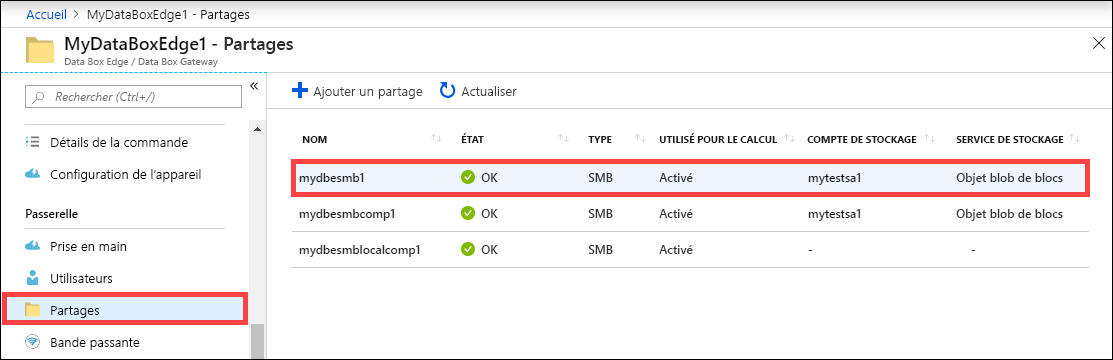 Accueil > MyDataBoxEdge1 - Partages
MyDataBoxEdge1 - Partages
Data Box Edge / Data Box Gateway
Rechercher (Ctrl+/)
«
Détails de la commande
Configuration de l'appareil
Passerelle
Prise en main
Utilisateurs
Partages
Bande passante
Ajouter un partage Actualiser
NOM ÉTAT TYPE UTILISÉ POUR LE CALCUL COMPTE DE STOCKAGE SERVICE DE STOCKAGE
mydbesmb1 OK SMB Activé mytestsa1 Objet blob de blocs
mydbesmbcomp1 OK SMB Activé mytestsa1 Objet blob de blocs
mydbesmblocalcomp1 OK SMB Activé - -